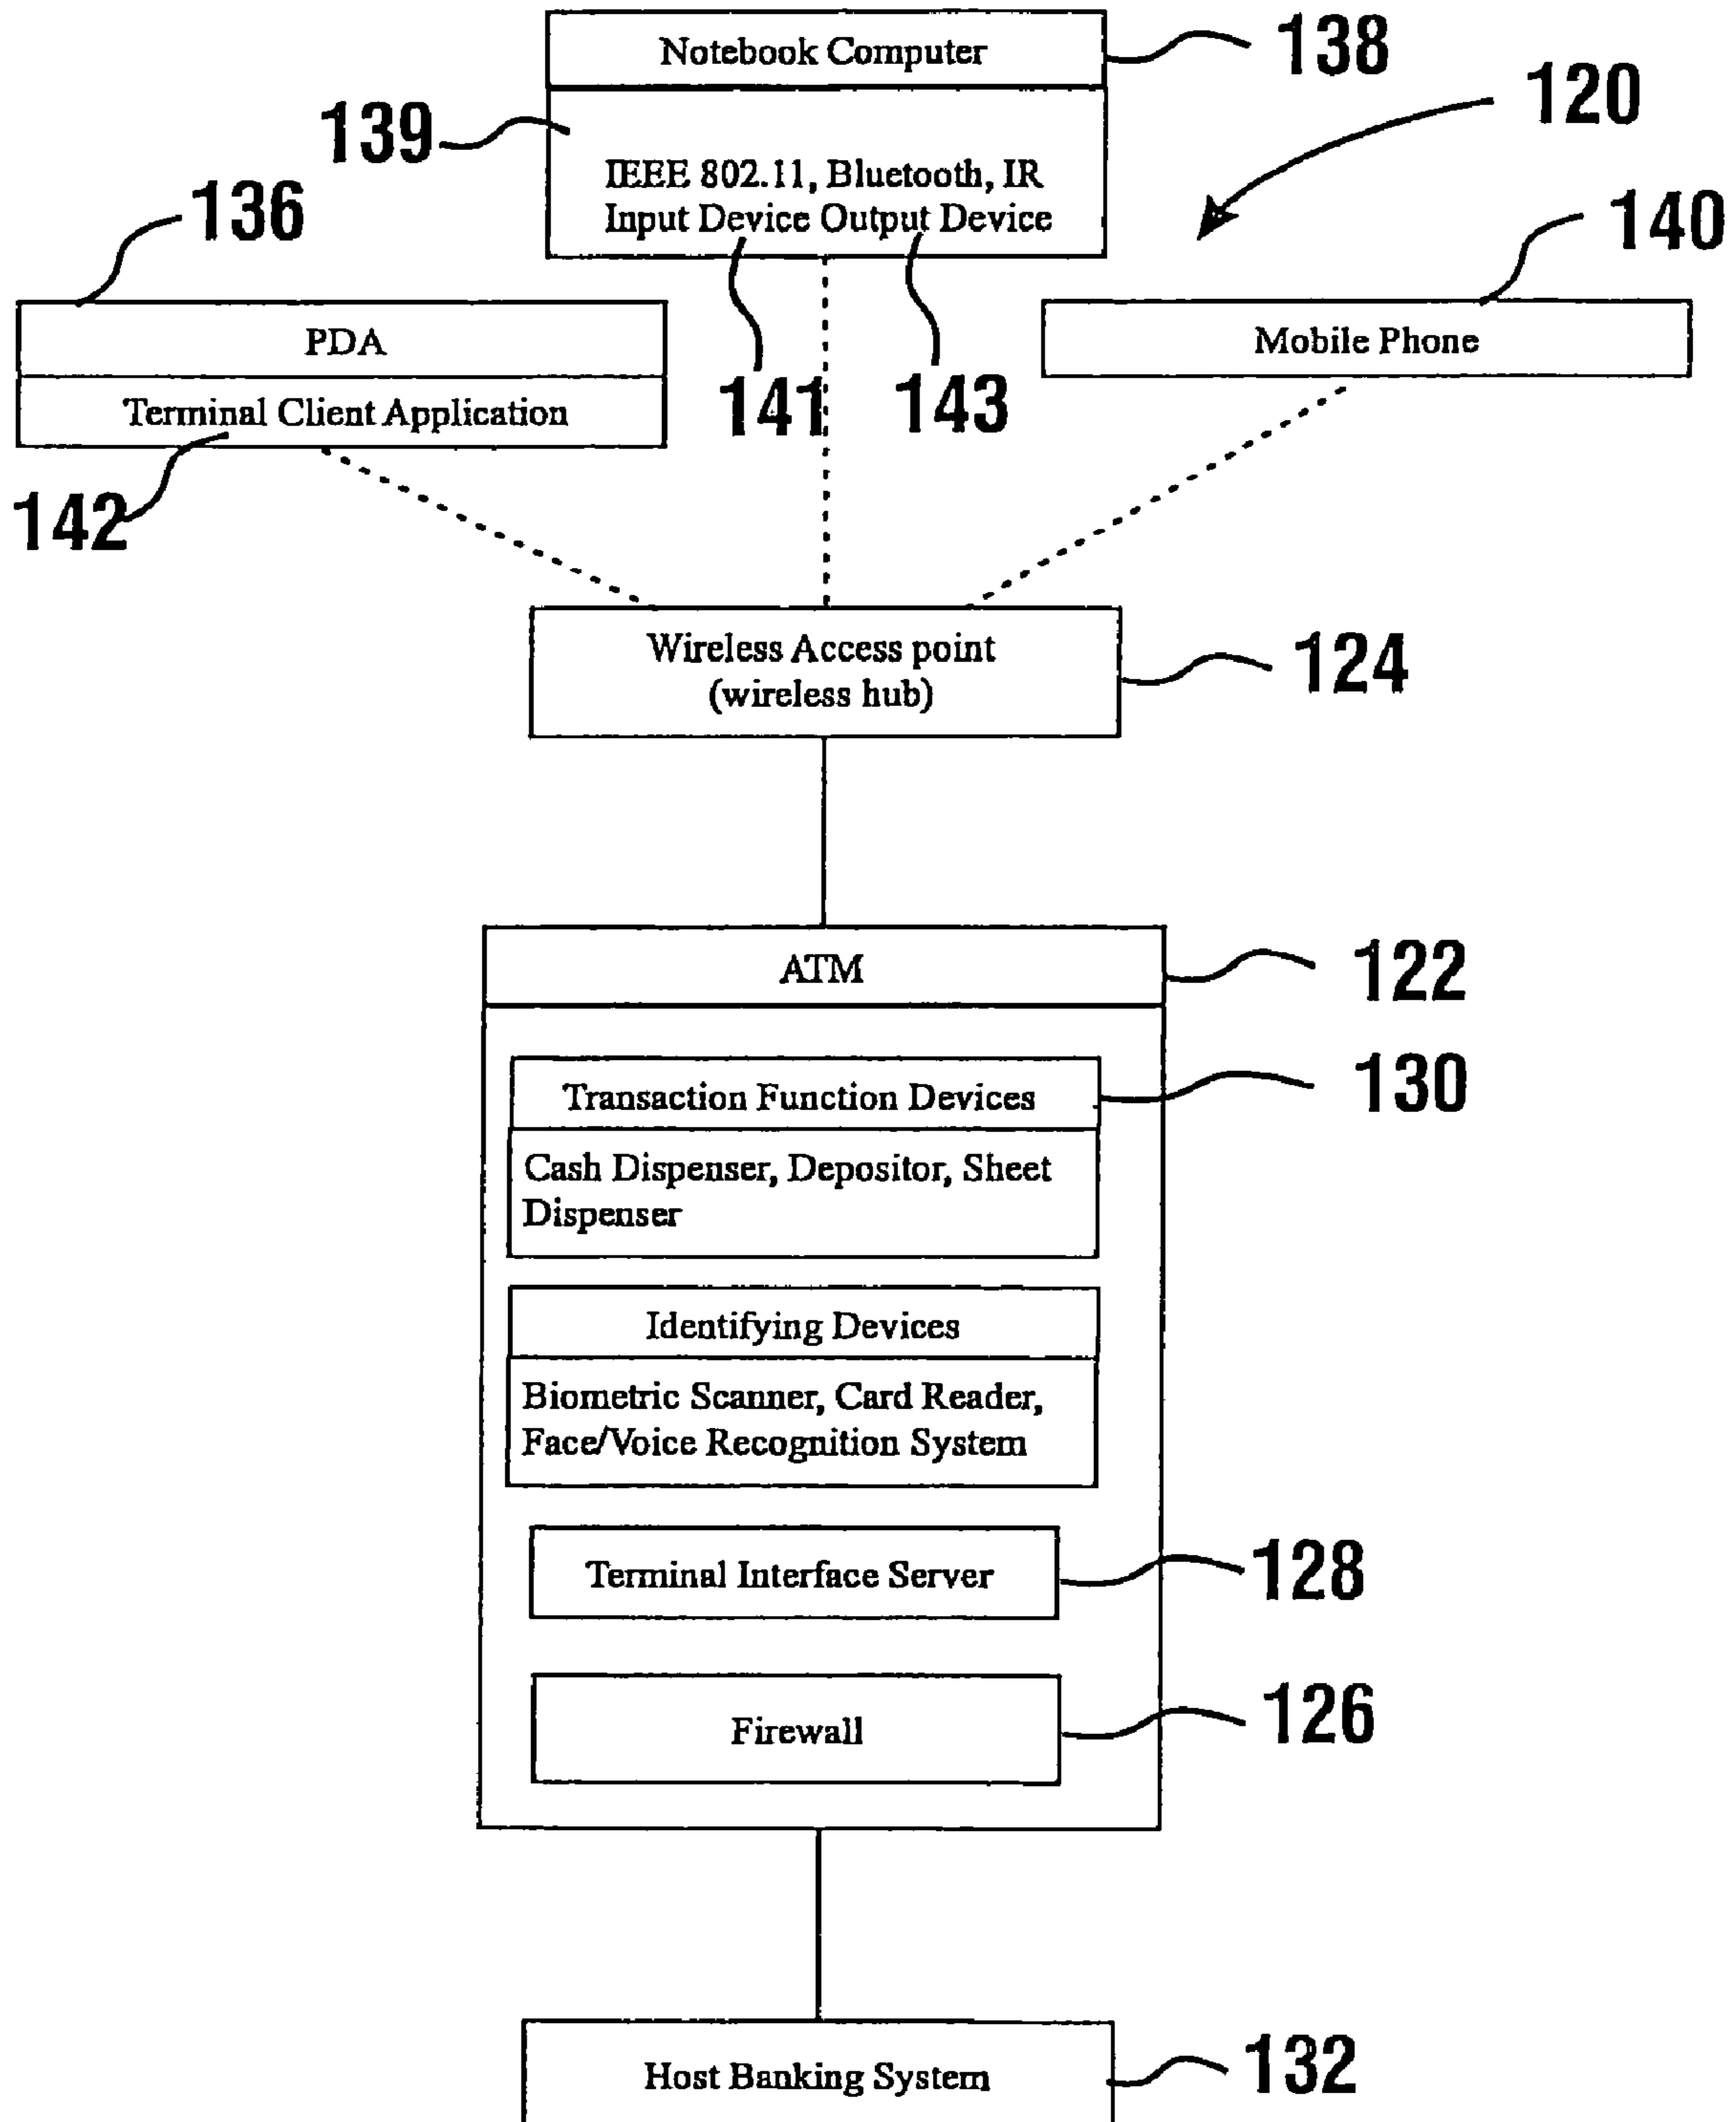 Notebook Computer
138
120
139
IEEE 802.11, Bluetooth, IR
Input Device Output Device
136
140
PDA
Mobile Phone
Terminal Client Application
141
143
142
Wireless Access point
(wireless hub)
124
ATM
122
Transaction Function Devices
130
Cash Dispenser, Depositor, Sheet
Dispenser
Identifying Devices
Biometric Scanner, Card Reader,
Face/Voice Recognition System
Terminal Interface Server
128
Firewall
126
Host Banking System
132